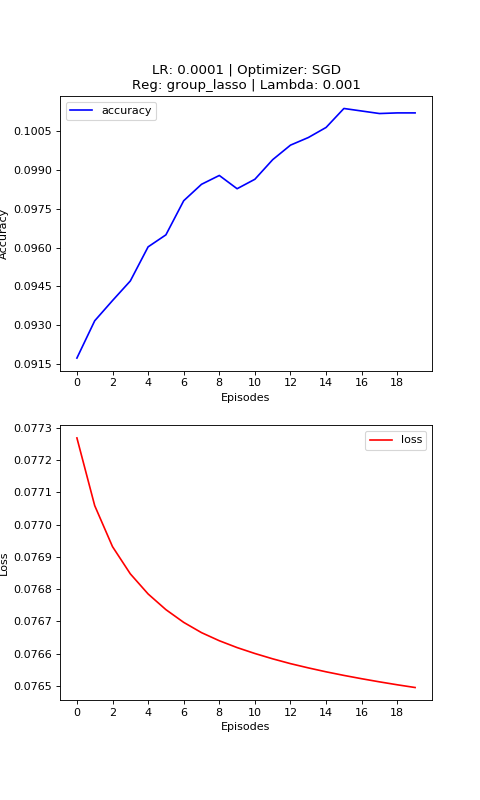 LR: 0.0001 | Optimizer: SGD
Reg: group_lasso | Lambda: 0.001
accuracy
0.1005
0.0990
0.0975
0.0960
0.0945
0.0930
0.0915
Accuracy
0 2 4 6 8 10 12 14 16 18
Episodes
loss
0.0773
0.0772
0.0771
0.0770
0.0769
0.0768
0.0767
0.0766
0.0765
Loss
0 2 4 6 8 10 12 14 16 18
Episodes